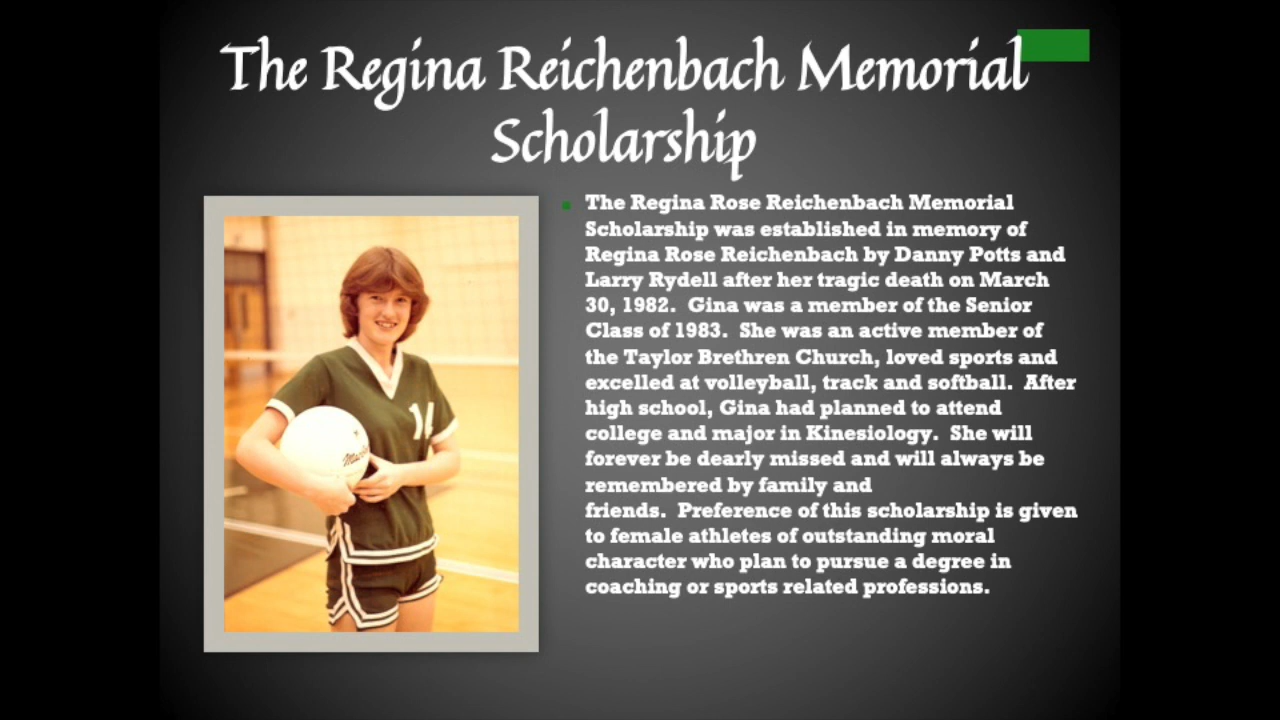 The Regina Reichenbach Memorial
Scholarship
The Regina Rose Reichenbach Memorial
Scholarship was established in memory of
Regina Rose Reichenbach by Danny Potts and
Larry Rydell after her tragic death on March
30, 1982.  Gina was a member of the Senior
Class of 1983.  She was an active member of
the Taylor Brethren Church, loved sports and
excelled at volleyball, track and softball.  After
high school, Gina had planned to attend
college and major in Kinesiology.  She will
forever be dearly missed and will always be
remembered by family and
friends.  Preference of this scholarship is given
to female athletes of outstanding moral
character who plan to pursue a degree in
coaching or sports related professions.
14